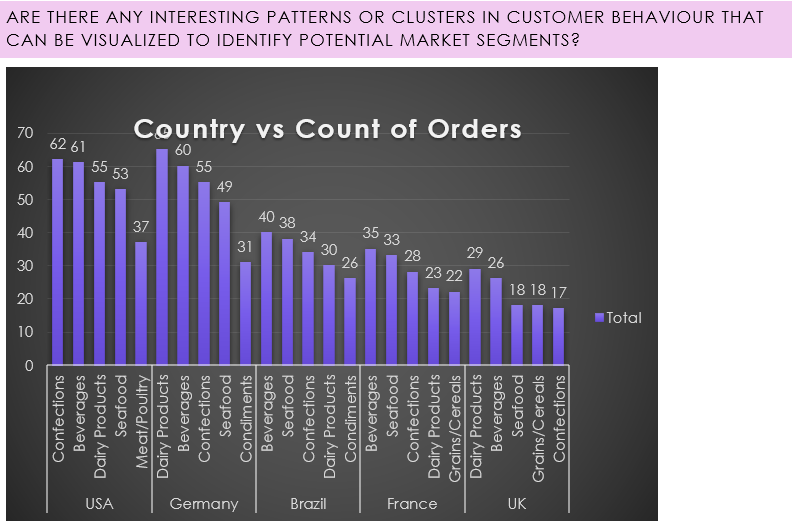 ARE THERE ANY INTERESTING PATTERNS OR CLUSTERS IN CUSTOMER BEHAVIOUR THAT
CAN BE VISUALIZED TO IDENTIFY POTENTIAL MARKET SEGMENTS?
Country vs Count of Orders
70
60
50
40
30
20
10
0
62 61 55 53 37
60 55 49 31
40 38 34 30 26
35 33 28 23 22
29 26 18 18 17
Total
Confections
Beverages
Dairy Products
Seafood
Meat/Poultry
Dairy Products
Beverages
Confections
Seafood
Condiments
Beverages
Seafood
Confections
Dairy Products
Condiments
Beverages
Seafood
Confections
Dairy Products
Grains/Cereals
Dairy Products
Beverages
Seafood
Grains/Cereals
Confections
USA Germany Brazil France UK